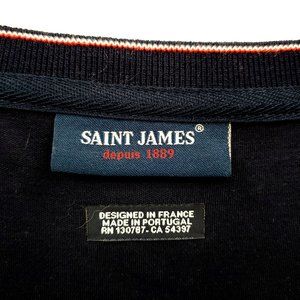 SAINT JAMES®
depuis 1889
DESIGNED IN FRANCE
MADE IN PORTUGAL
RN 130787- CA 54397